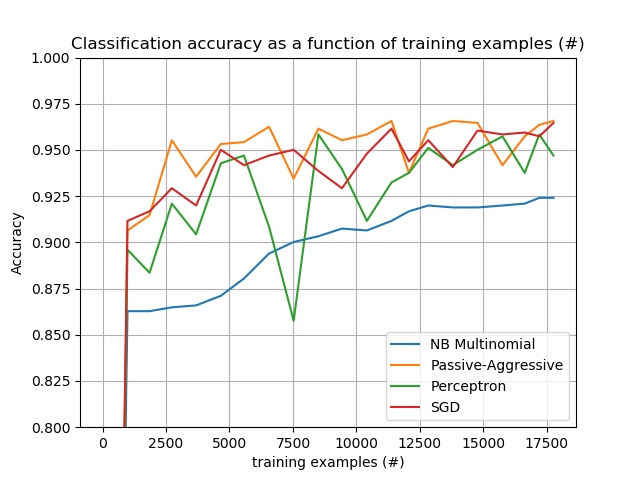 Classification accuracy as a function of training examples (#)
1.000
0.975
0.950
0.925
0.900
0.875
0.850
0.825
0.800
Accuracy
NB Multinomial
Passive-Aggressive
Perceptron
SGD
0 2500 5000 7500 10000 12500 15000 17500
training examples (#)